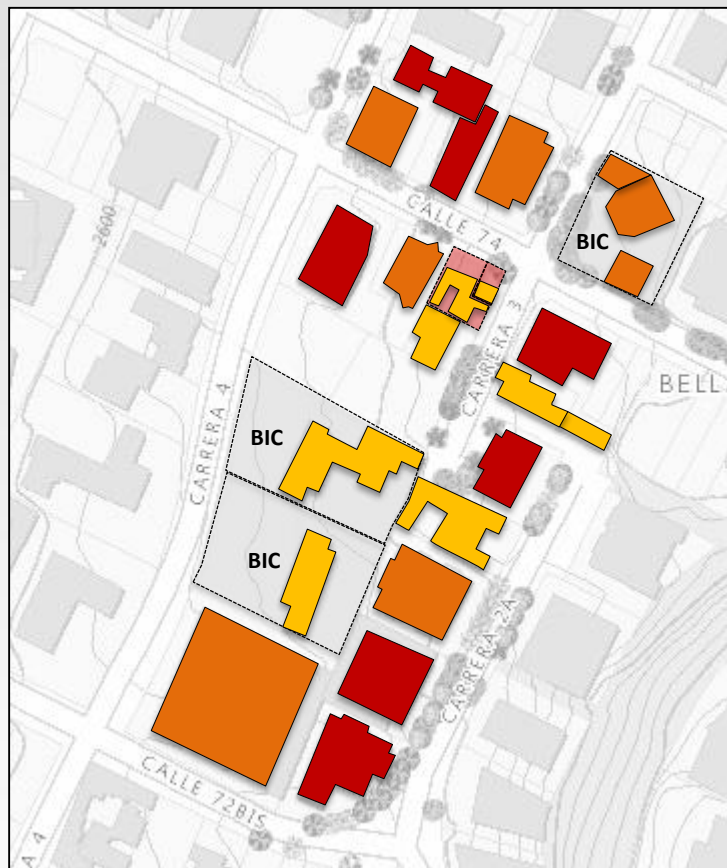 CALLE 74
BIC
2600
CARRERA 3
BELL
CARRERA 4
BIC
BIC
CARRERA 2A
CALLE 72BIS
A 4